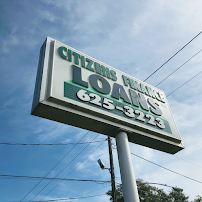 CITIZENS FINANCE
LOANS
625-3223